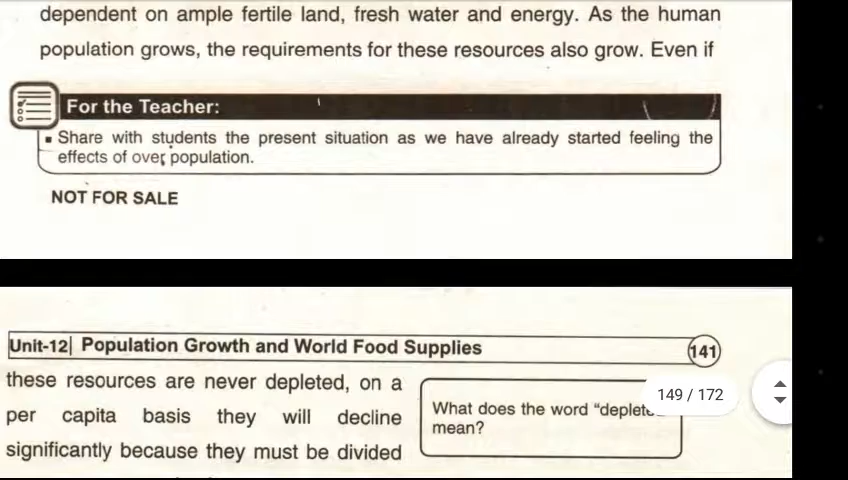 dependent on ample fertile land, fresh water and energy. As the human
population grows, the requirements for these resources also grow. Even if
For the Teacher:
▪ Share with students the present situation as we have already started feeling the
effects of over population.
NOT FOR SALE
Unit-12| Population Growth and World Food Supplies
141
these resources are never depleted, on a
per capita basis they will decline
significantly because they must be divided
What does the word “deplete
mean?
149 / 172